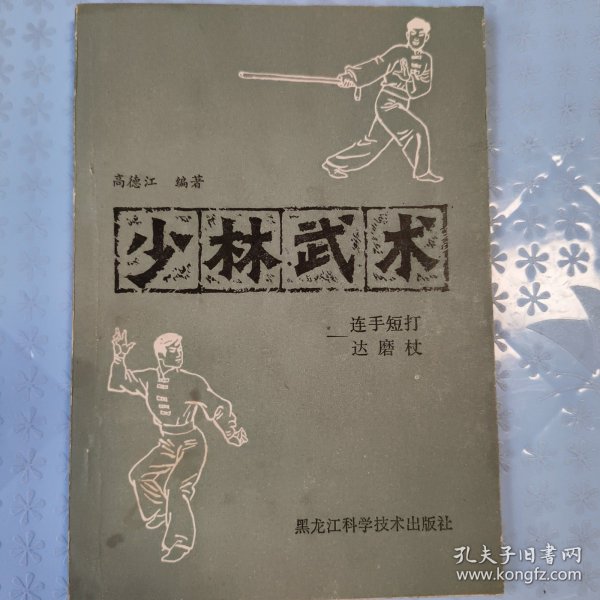 高德江 编著
少林武术
—连手短打
达磨杖
黑龙江科学技术出版社
孔夫子旧书网
www.kongfz.com